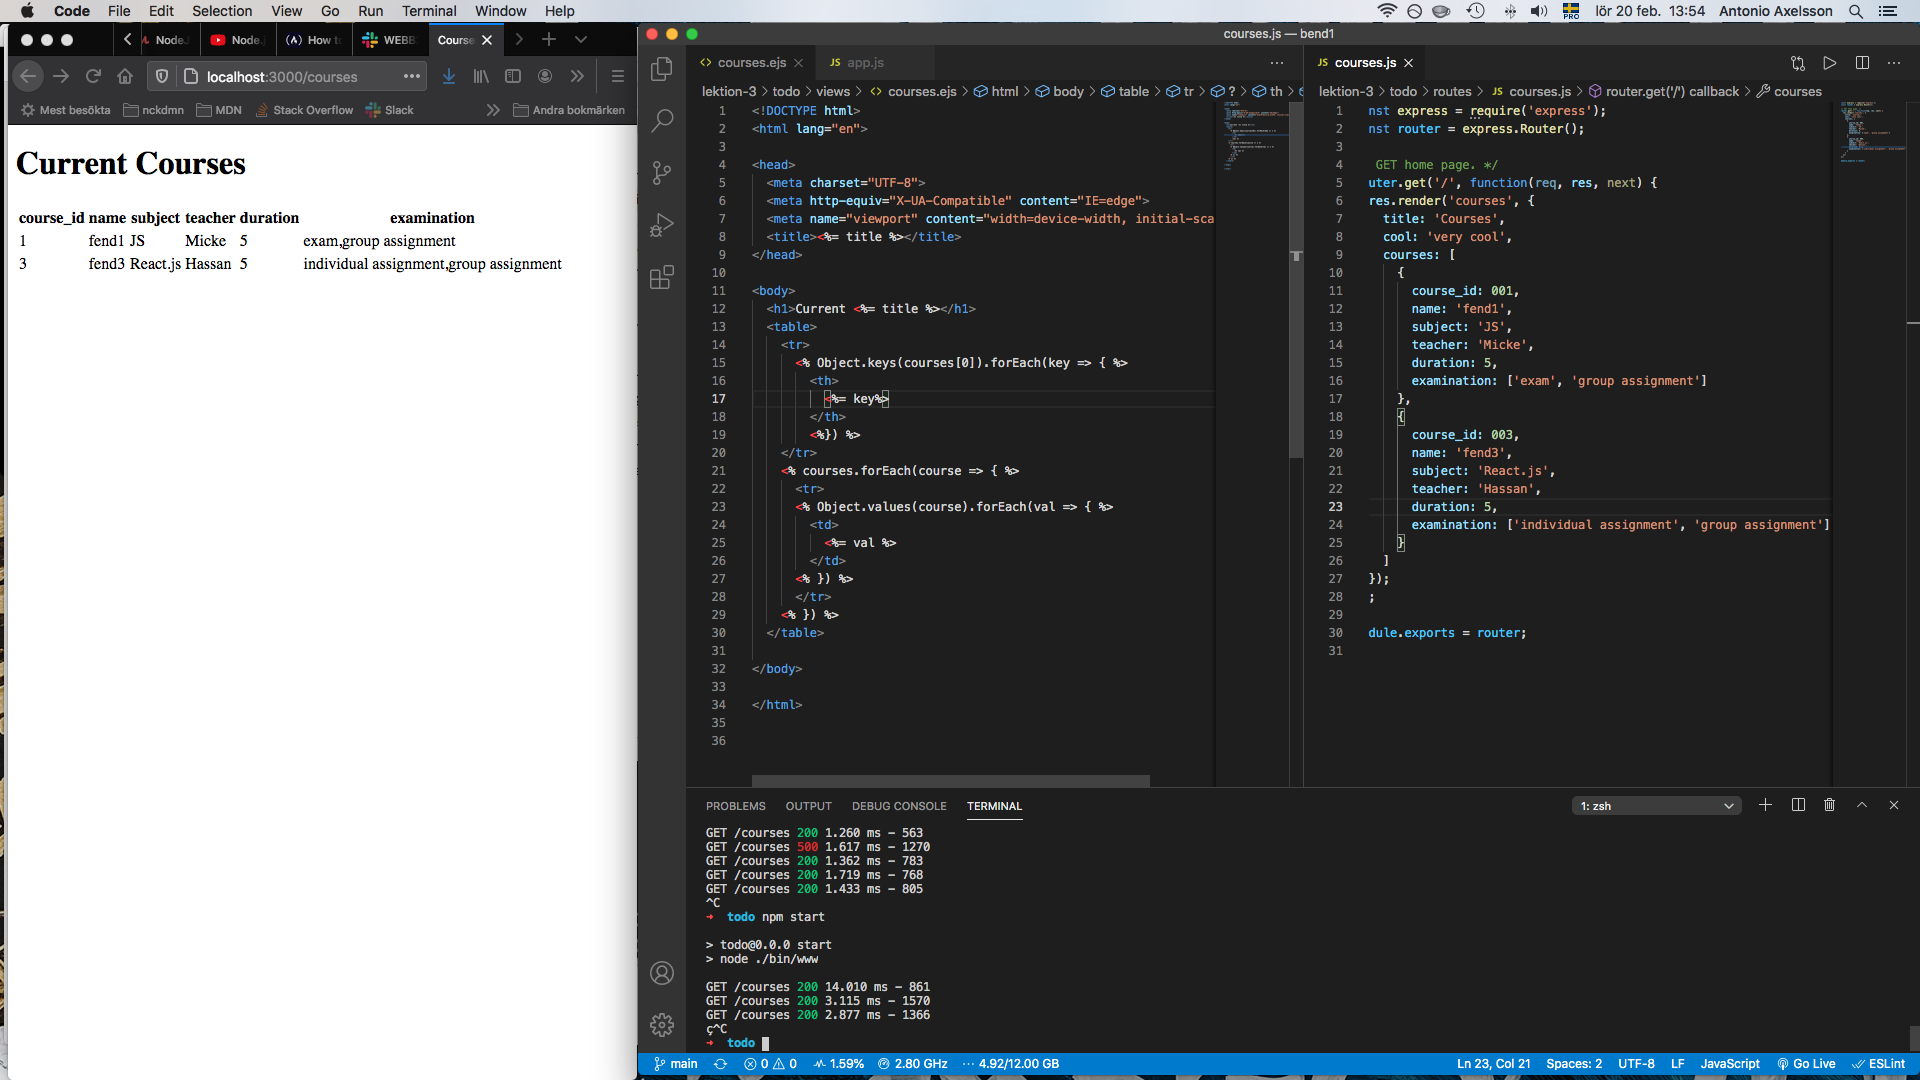 Code File Edit Selection View Go Run Terminal Window Help
lör 20 feb. 13:54 Antonio Axelsson
PRO
Node. Node. How t WEBB Course
localhost:3000/courses
Mest besökta nckdmn MDN Stack Overflow Slack Andra bokmärken
Current Courses
course_id name subject teacher duration examination
1 fend1 JS Micke 5 exam,group assignment
3 fend3 React.js Hassan 5 individual assignment,group assignment
courses.js — bend1
courses.ejs
JS app.js
lektion-3 > todo > views > courses.ejs > html > body > table > tr > ? > th >
1 <!DOCTYPE html>
2 <html lang="en">
3
4 <head>
5 <meta charset="UTF-8">
6 <meta http-equiv="X-UA-Compatible" content="IE=edge">
7 <meta name="viewport" content="width=device-width, initial-sca
8 <title><%= title %></title>
9 </head>
10
11 <body>
12 <h1>Current <%= title %></h1>
13 <table>
14 <tr>
15 <% Object.keys(courses[0]).forEach(key => { %>
16 <th>
17 <%= key%>
18 </th>
19 <%}) %>
20 </tr>
21 <% courses.forEach(course => { %>
22 <tr>
23 <% Object.values(course).forEach(val => { %>
24 <td>
25 <%= val %>
26 </td>
27 <% }) %>
28 </tr>
29 <% }) %>
30 </table>
31
32 </body>
33
34 </html>
35
36
JS courses.js
lektion-3 > todo > routes > JS courses.js > router.get('/') callback > courses
1 nst express = require('express');
2 nst router = express.Router();
3
4 GET home page. */
5 uter.get('/', function(req, res, next) {
6 res.render('courses', {
7 title: 'Courses',
8 cool: 'very cool',
9 courses: [
10 {
11 course_id: 001,
12 name: 'fend1',
13 subject: 'JS',
14 teacher: 'Micke',
15 duration: 5,
16 examination: ['exam', 'group assignment']
17 },
18 {
19 course_id: 003,
20 name: 'fend3',
21 subject: 'React.js',
22 teacher: 'Hassan',
23 duration: 5,
24 examination: ['individual assignment', 'group assignment']
25 }
26 ]
27 });
28 ;
29
30 dule.exports = router;
31
PROBLEMS OUTPUT DEBUG CONSOLE TERMINAL
1: zsh
GET /courses 200 1.260 ms - 563
GET /courses 500 1.617 ms - 1270
GET /courses 200 1.362 ms - 783
GET /courses 200 1.719 ms - 768
GET /courses 200 1.433 ms - 805
^C
→ todo npm start
> todo@0.0.0 start
> node ./bin/www
GET /courses 200 14.010 ms - 861
GET /courses 200 3.115 ms - 1570
GET /courses 200 2.877 ms - 1366
ç^C
→ todo
main 0 0 1.59% 2.80 GHz 4.92/12.00 GB
Ln 23, Col 21 Spaces: 2 UTF-8 LF JavaScript Go Live ESLint